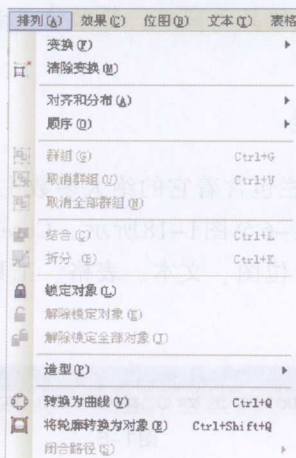 排列(A) 效果(C) 位图(B) 文本(T) 表格
变换(F)
清除变换(M)
对齐和分布(A)
顺序(O)
群组(G) Ctrl+G
取消群组(U) Ctrl+U
取消全部群组(N)
结合(C) Ctrl+L
拆分(B) Ctrl+K
锁定对象(L)
解除锁定对象(K)
解除锁定全部对象(J)
造型(P)
转换为曲线(V) Ctrl+Q
将轮廓转换为对象(E) Ctrl+Shift+Q
闭合路径(S)